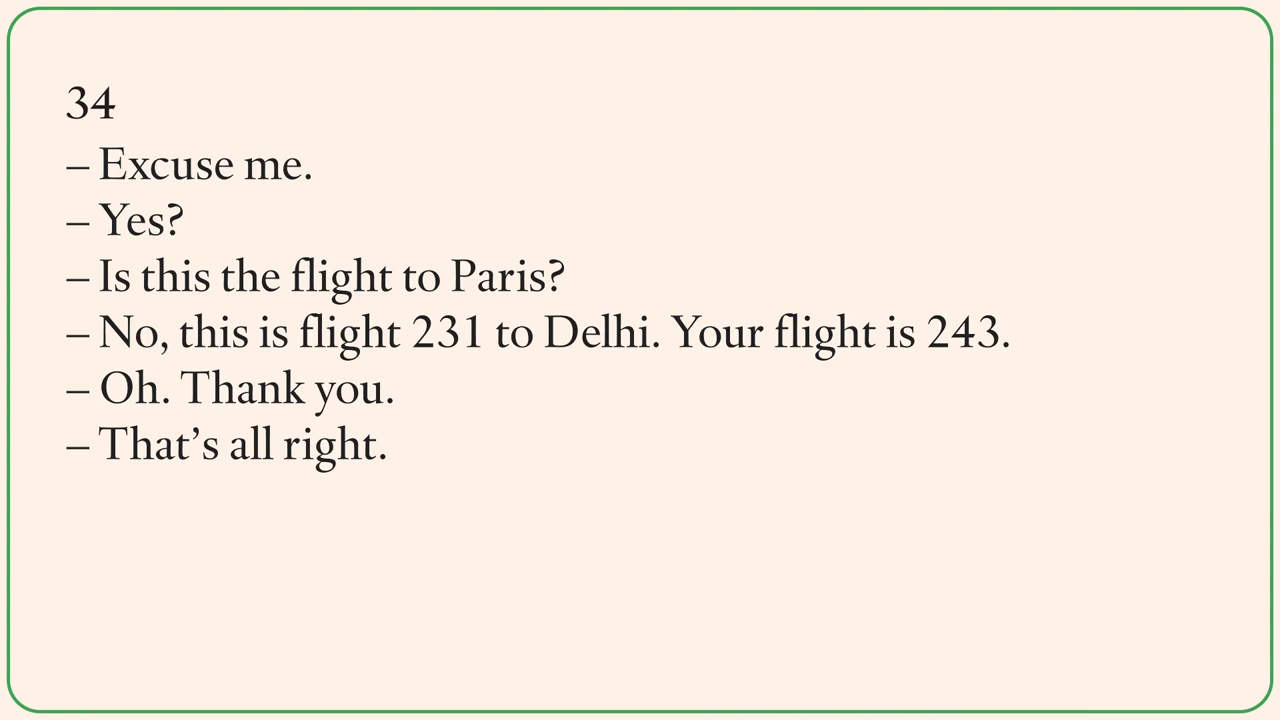 34
– Excuse me.
– Yes?
– Is this the flight to Paris?
– No, this is flight 231 to Delhi. Your flight is 243.
– Oh. Thank you.
– That’s all right.